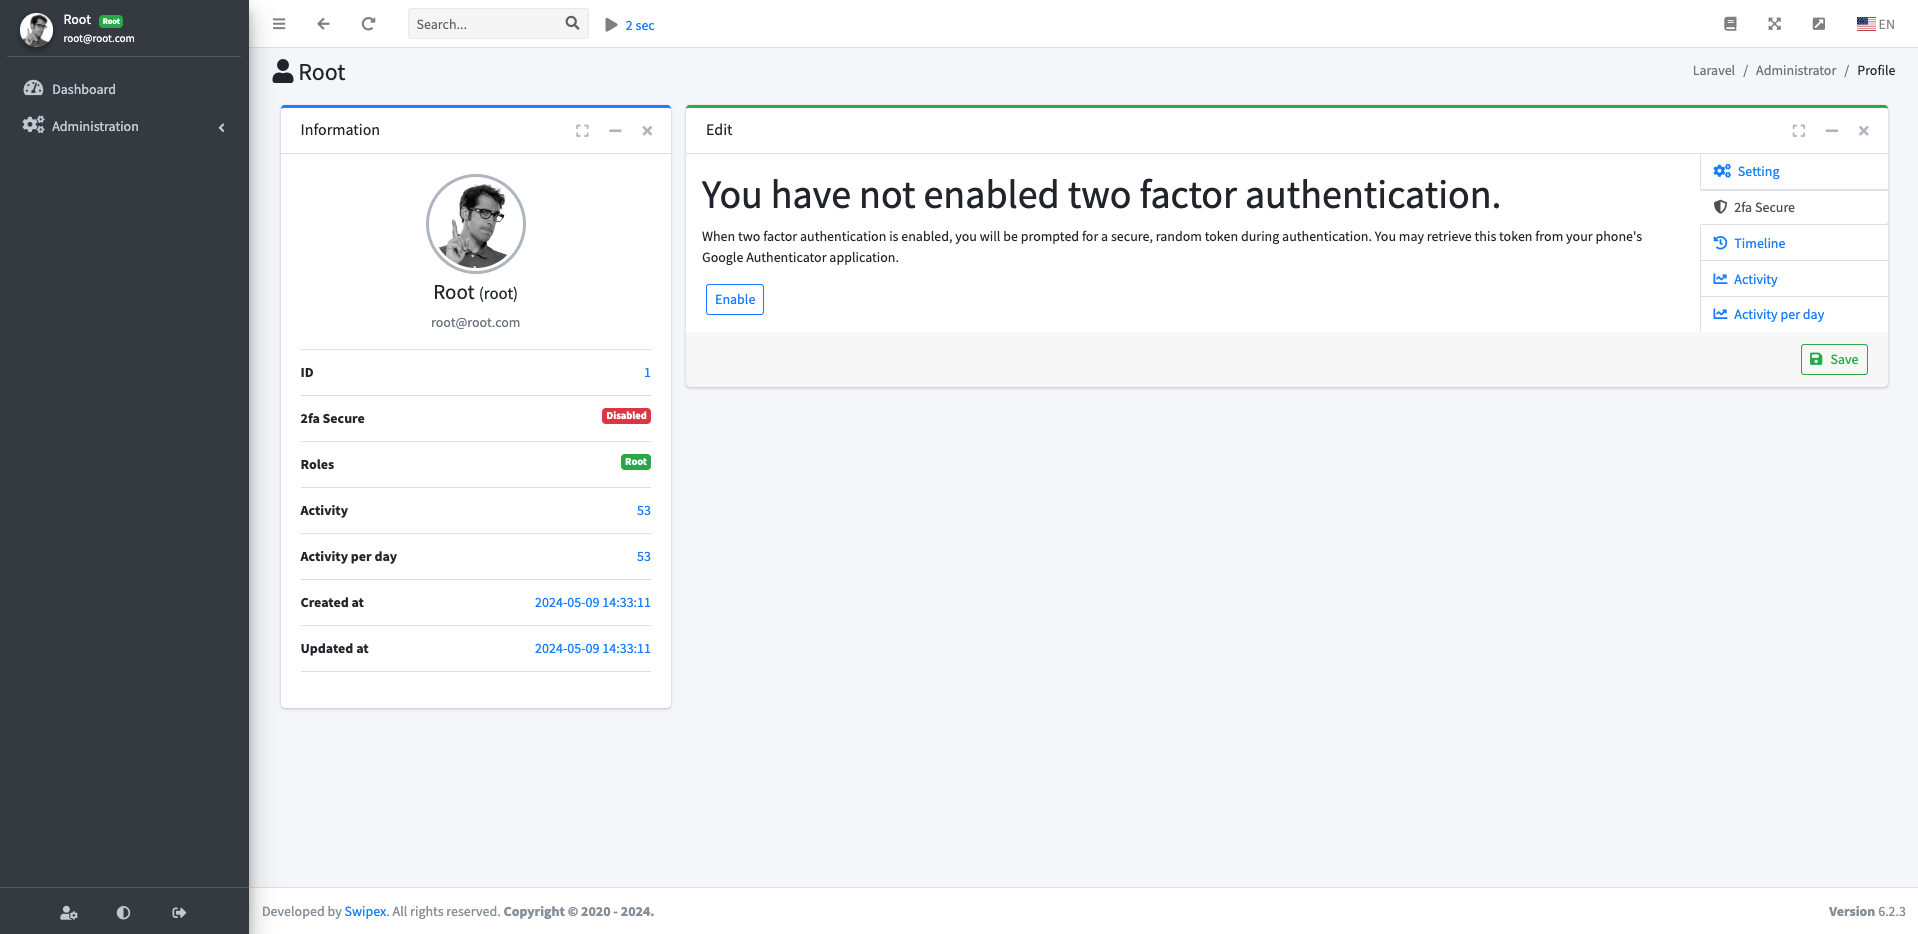 Root Root
root@root.com
Dashboard
Administration
Search...
2 sec
EN
Root
Laravel / Administrator / Profile
Information
Root (root)
root@root.com
ID 1
2fa Secure Disabled
Roles Root
Activity 53
Activity per day 53
Created at 2024-05-09 14:33:11
Updated at 2024-05-09 14:33:11
Edit
You have not enabled two factor authentication.
When two factor authentication is enabled, you will be prompted for a secure, random token during authentication. You may retrieve this token from your phone's
Google Authenticator application.
Enable
Setting
2fa Secure
Timeline
Activity
Activity per day
Save
Developed by Swipex. All rights reserved. Copyright © 2020 - 2024.
Version 6.2.3